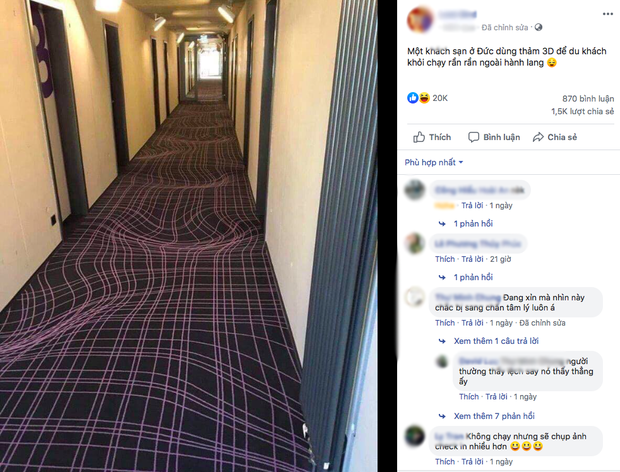 8
Đã chỉnh sửa ·
Một khách sạn ở Đức dùng thảm 3D để du khách
khỏi chạy rần rần ngoài hành lang
20K
870 bình luận
1,5K lượt chia sẻ
Thích Bình luận Chia sẻ
Phù hợp nhất
Trả lời · 1 ngày
1 phản hồi
Thích · Trả lời · 21 giờ
1 phản hồi
Đang xỉn mà nhìn này
chắc bị sang chấn tâm lý luôn á
Thích · Trả lời · 1 ngày · Đã chỉnh sửa
Xem thêm 1 câu trả lời
người
thường thấy lệch say nó thấy thẳng
ấy
Thích · Trả lời · 1 ngày
Xem thêm 7 phản hồi
Không chạy nhưng sẽ chụp ảnh
check in nhiều hơn
Thích · Trả lời · 1 ngày